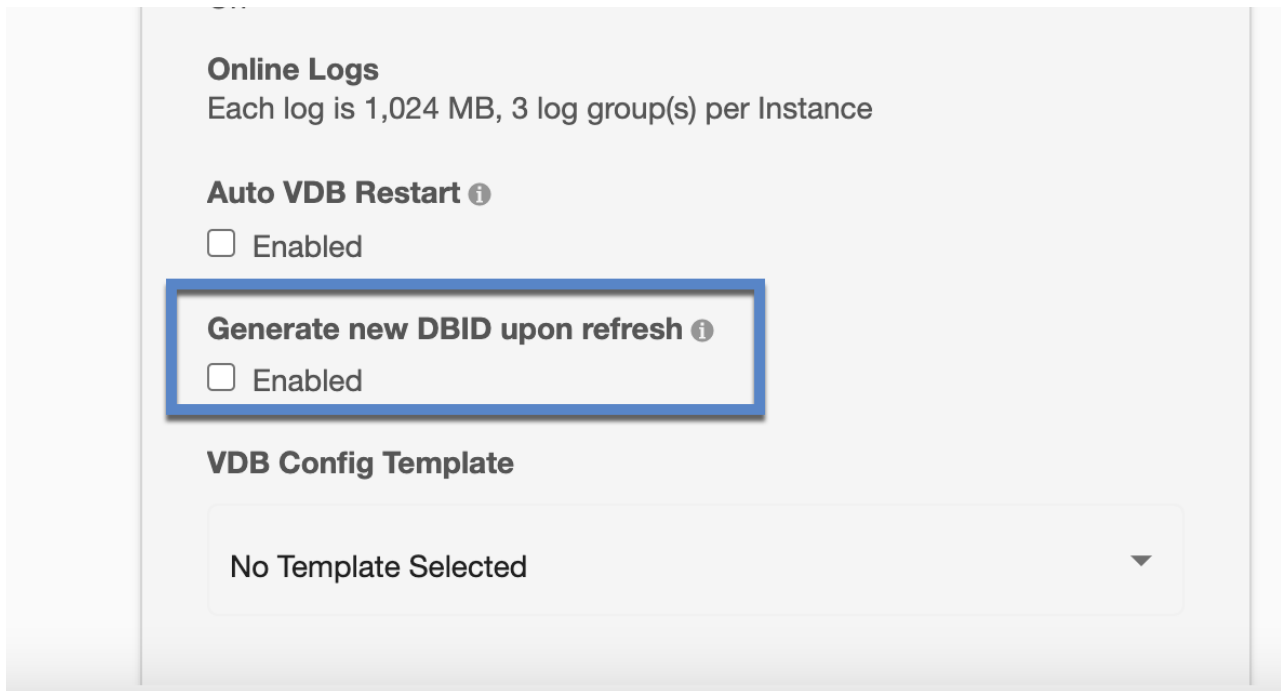 Online Logs
Each log is 1,024 MB, 3 log group(s) per Instance
Auto VDB Restart
Enabled
Generate new DBID upon refresh
Enabled
VDB Config Template
No Template Selected